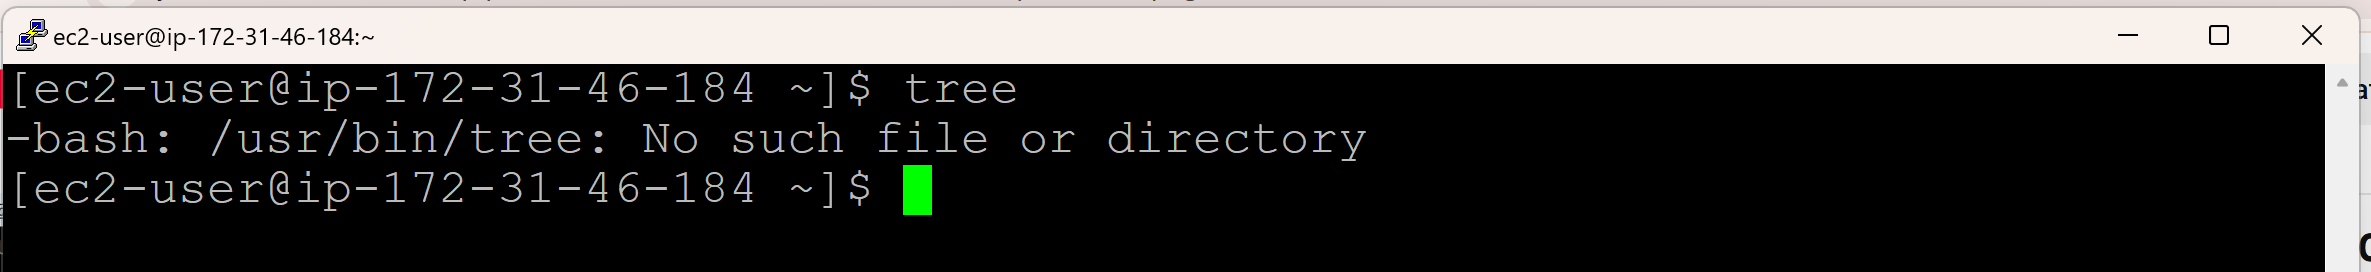 ec2-user@ip-172-31-46-184:~
[ec2-user@ip-172-31-46-184 ~]$ tree
-bash: /usr/bin/tree: No such file or directory
[ec2-user@ip-172-31-46-184 ~]$